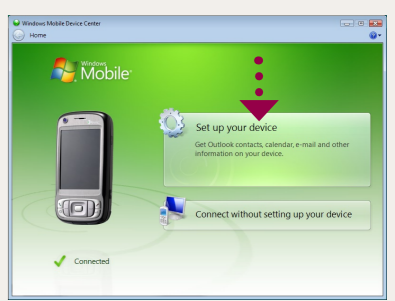 Windows Mobile Device Center
Home
Windows
Mobile
Set up your device
Get Outlook contacts, calendar, e-mail and other
information on your device.
Connect without setting up your device
Connected